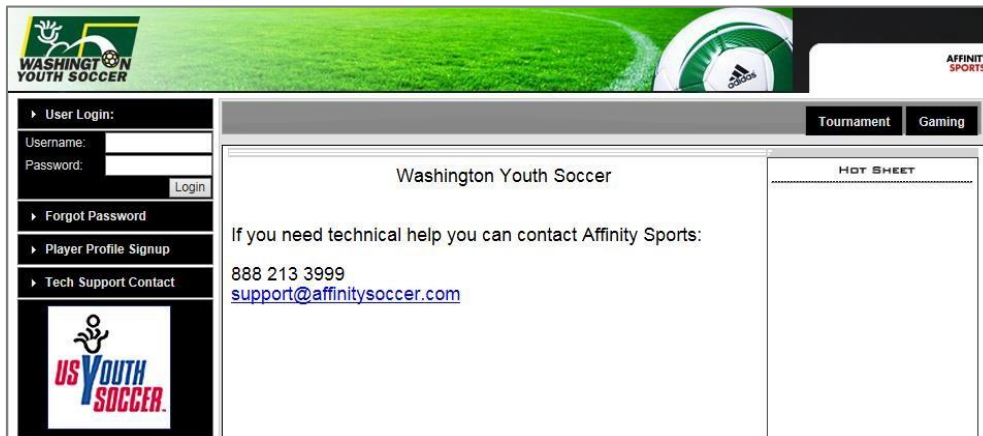 WASHINGTON
YOUTH SOCCER
adidas
AFFINITY
SPORTS
User Login:
Username:
Password:
Login
Forgot Password
Player Profile Signup
Tech Support Contact
US YOUTH
SOCCER
Tournament
Gaming
Washington Youth Soccer
If you need technical help you can contact Affinity Sports:
888 213 3999
support@affinitysoccer.com
HOT SHEET